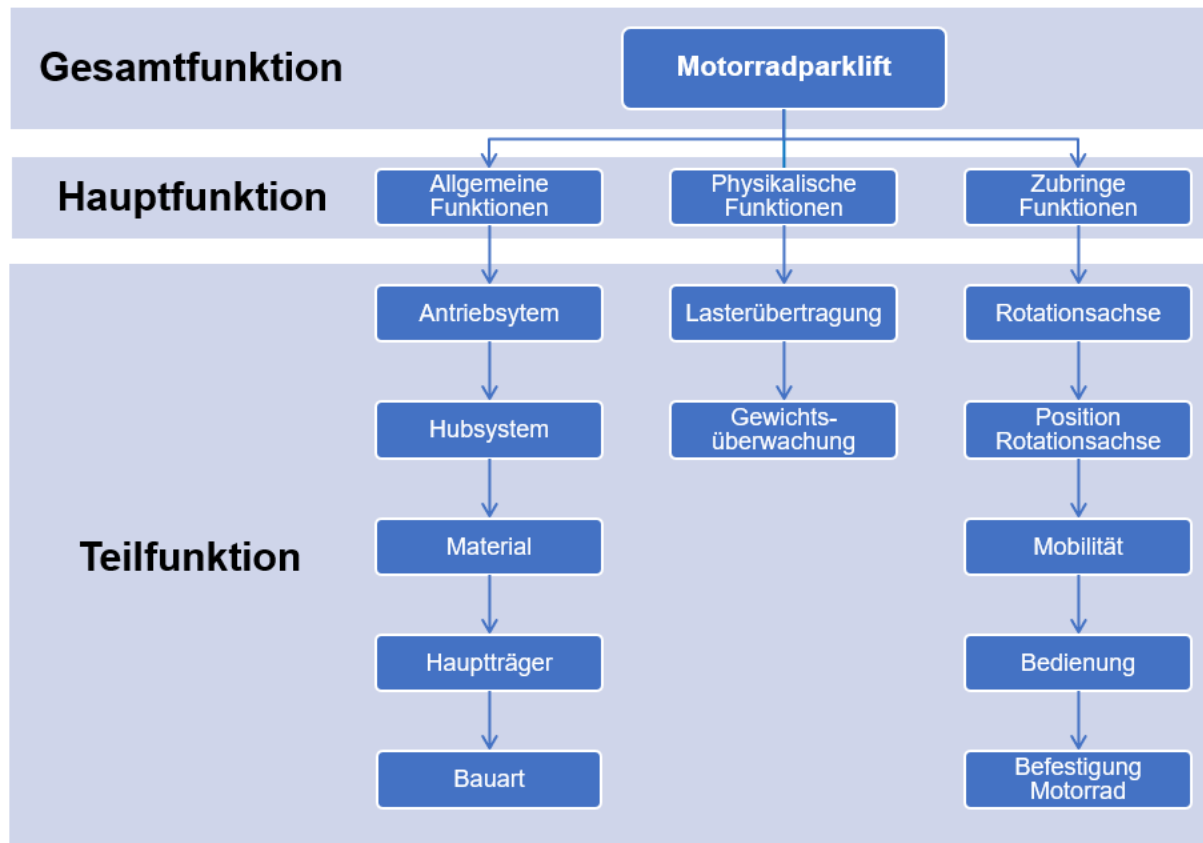 Gesamtfunktion
Motorradparklift
Hauptfunktion
Allgemeine
Funktionen
Physikalische
Funktionen
Zubringe
Funktionen
Teilfunktion
Antriebsytem
Hubsystem
Material
Hauptträger
Bauart
Lasterübertragung
Gewichts-
überwachung
Rotationsachse
Position
Rotationsachse
Mobilität
Bedienung
Befestigung
Motorrad